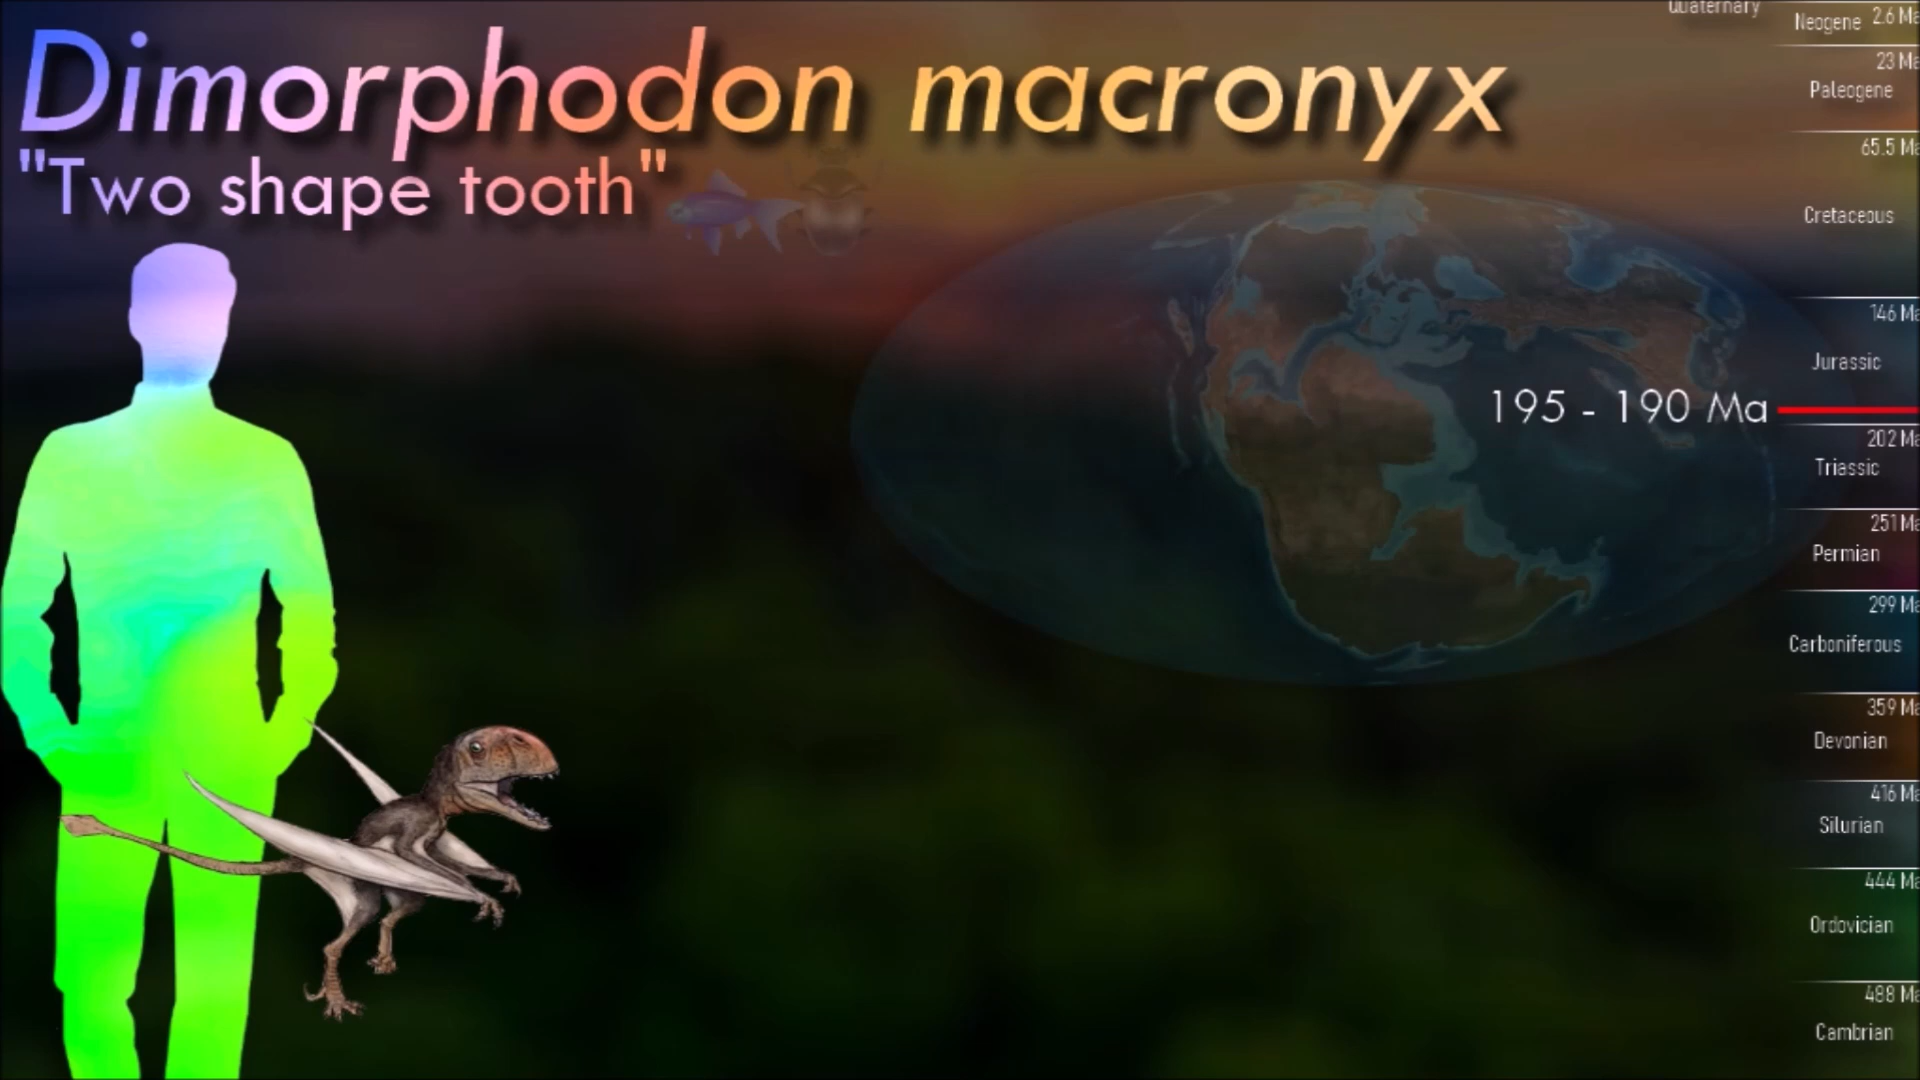 Dimorphodon macronyx
"Two shape tooth"
Quaternary
2.6 Ma
Neogene
23 Ma
Paleogene
65.5 Ma
Cretaceous
146 Ma
Jurassic
195 - 190 Ma
202 Ma
Triassic
251 Ma
Permian
299 Ma
Carboniferous
359 Ma
Devonian
416 Ma
Silurian
444 Ma
Ordovician
488 Ma
Cambrian